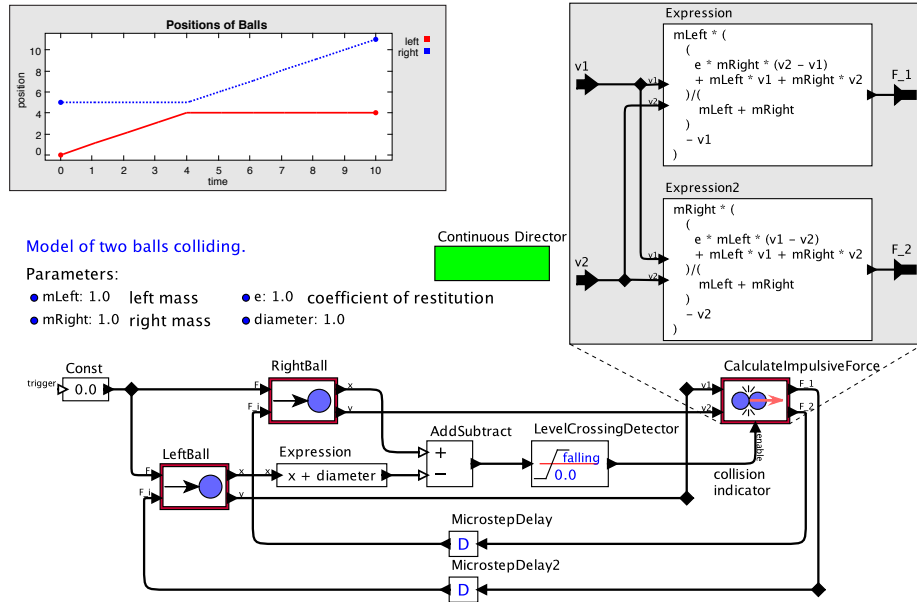 Positions of Balls
left
right
position
10
8
6
4
2
0
0 1 2 3 4 5 6 7 8 9 10
time
Expression
mLeft * (
(
e * mRight * (v2 - v1)
+ mLeft * v1 + mRight * v2
)/(
mLeft + mRight
)
- v1
)
v1
v1
v2
F_1
Expression2
mRight * (
(
e * mLeft * (v1 - v2)
+ mLeft * v1 + mRight * v2
)/(
mLeft + mRight
)
- v2
)
v2
v1
v2
F_2
Model of two balls colliding.
Continuous Director
Parameters:
mLeft: 1.0 left mass
e: 1.0 coefficient of restitution
mRight: 1.0 right mass
diameter: 1.0
Const
trigger
0.0
RightBall
F
F_i
x
v
CalculateImpulsiveForce
v1
v2
F_1
F_2
enable
collision
indicator
LeftBall
F
F_i
x
v
Expression
x
x + diameter
AddSubtract
+
−
LevelCrossingDetector
falling
0.0
MicrostepDelay
D
MicrostepDelay2
D